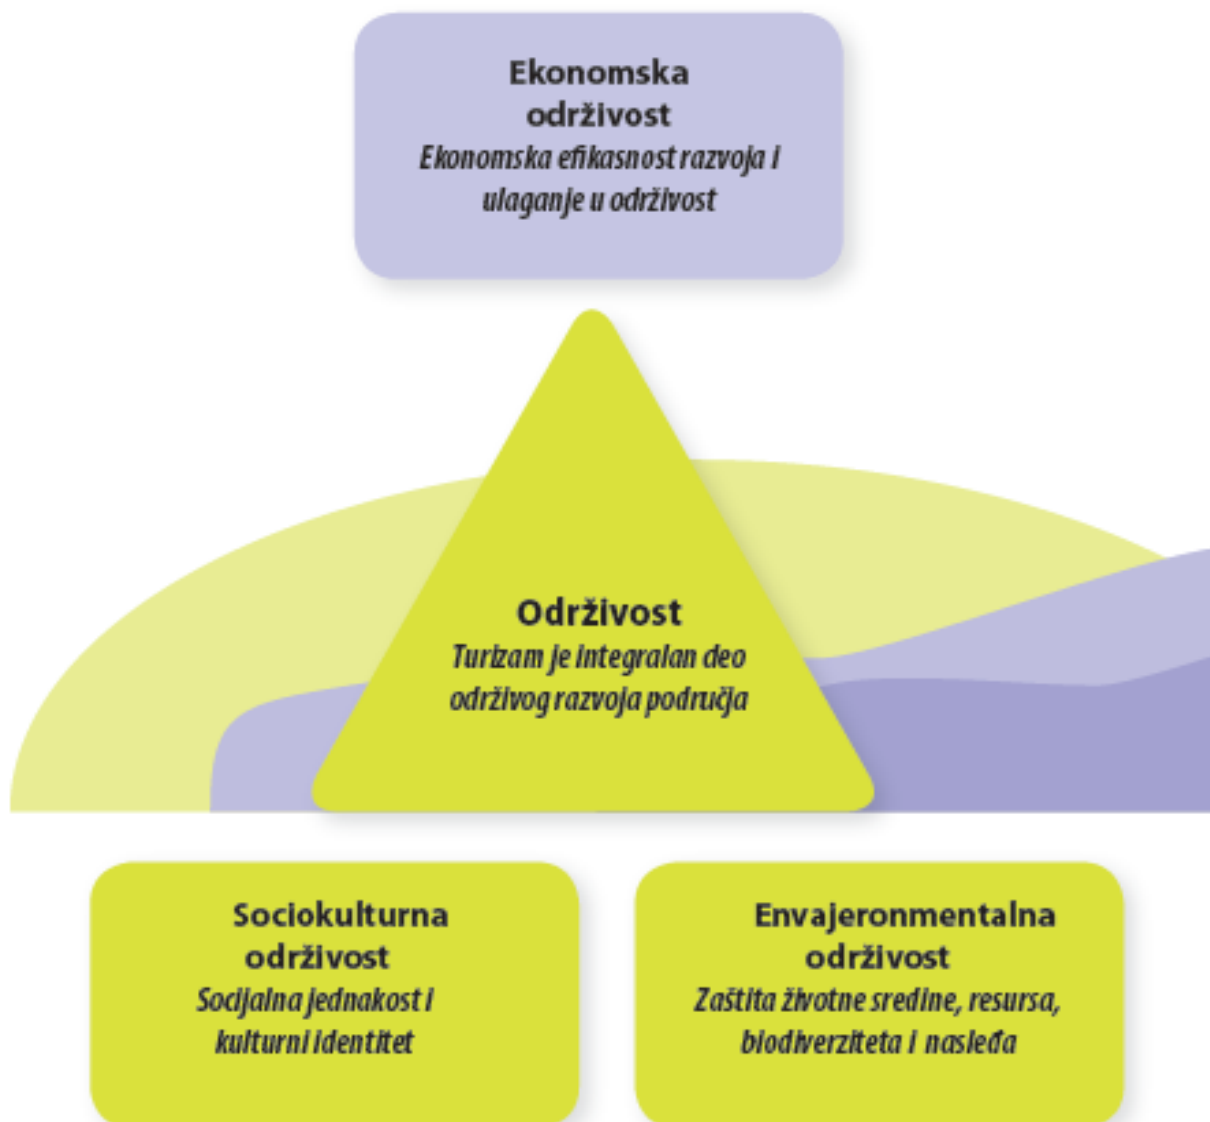 Ekonomska
održivost
Ekonomska efikasnost razvoja i
ulaganje u održivost
Održivost
Turizam je integralan deo
održivog razvoja područja
Sociokulturna
održivost
Socijalna jednakost i
kulturni identitet
Envajeronmentalna
održivost
Zaštita životne sredine, resursa,
biodiverziteta i nasleđa